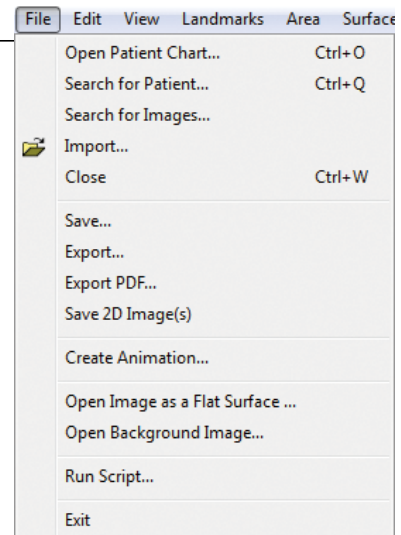 File Edit View Landmarks Area Surface
Open Patient Chart... Ctrl+O
Search for Patient... Ctrl+Q
Search for Images...
Import...
Close Ctrl+W
Save...
Export...
Export PDF...
Save 2D Image(s)
Create Animation...
Open Image as a Flat Surface ...
Open Background Image...
Run Script...
Exit